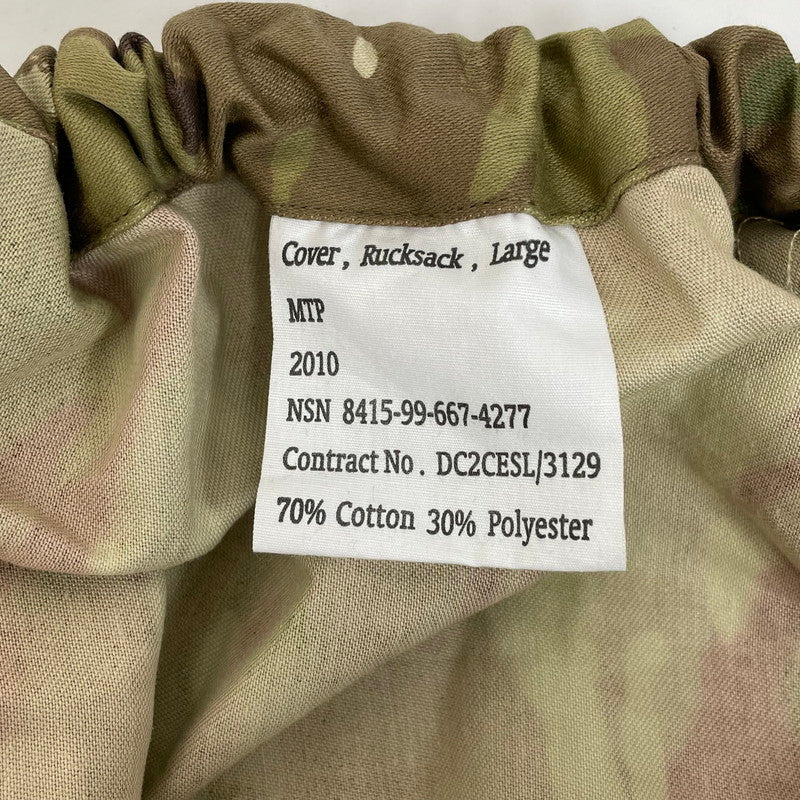 Cover, Rucksack, Large
MTP
2010
NSN 8415-99-667-4277
Contract No. DC2CESL/3129
70% Cotton 30% Polyester